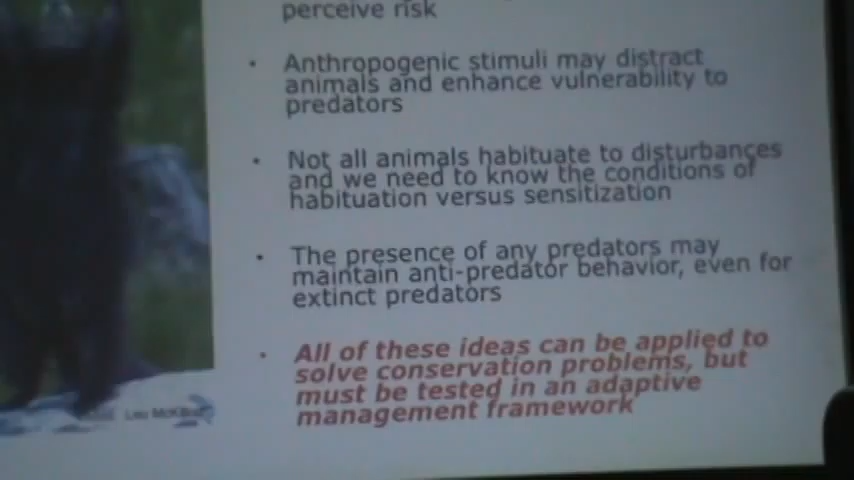 perceive risk
• Anthropogenic stimuli may distract
animals and enhance vulnerability to
predators
• Not all animals habituate to disturbances
and we need to know the conditions of
habituation versus sensitization
• The presence of any predators may
maintain anti-predator behavior, even for
extinct predators
• All of these ideas can be applied to
solve conservation problems, but
must be tested in an adaptive
management framework